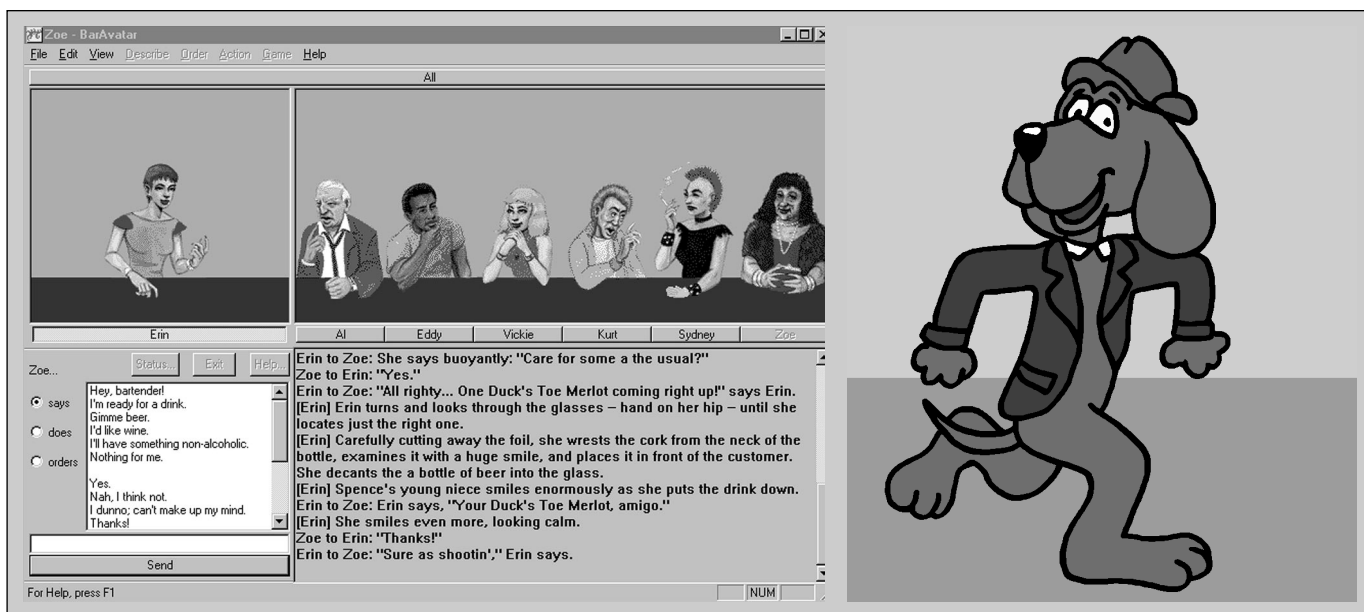 Zoe - BarAvatar
File Edit View Describe Order Action Game Help
All
Erin
Al Eddy Vickie Kurt Sydney Zoe
Zoe...
Status... Exit Help...
says
does
orders
Hey, bartender!
I'm ready for a drink.
Gimme beer.
I'd like wine.
I'll have something non-alcoholic.
Nothing for me.
Yes.
Nah, I think not.
I dunno; can't make up my mind.
Thanks!
Send
Erin to Zoe: She says buoyantly: "Care for some a the usual?"
Zoe to Erin: "Yes."
Erin to Zoe: "All righty... One Duck's Toe Merlot coming right up!" says Erin.
[Erin] Erin turns and looks through the glasses – hand on her hip – until she
locates just the right one.
[Erin] Carefully cutting away the foil, she wrests the cork from the neck of the
bottle, examines it with a huge smile, and places it in front of the customer.
She decants the a bottle of beer into the glass.
[Erin] Spence's young niece smiles enormously as she puts the drink down.
Erin to Zoe: Erin says, "Your Duck's Toe Merlot, amigo."
[Erin] She smiles even more, looking calm.
Zoe to Erin: "Thanks!"
Erin to Zoe: "Sure as shootin'," Erin says.
For Help, press F1
NUM